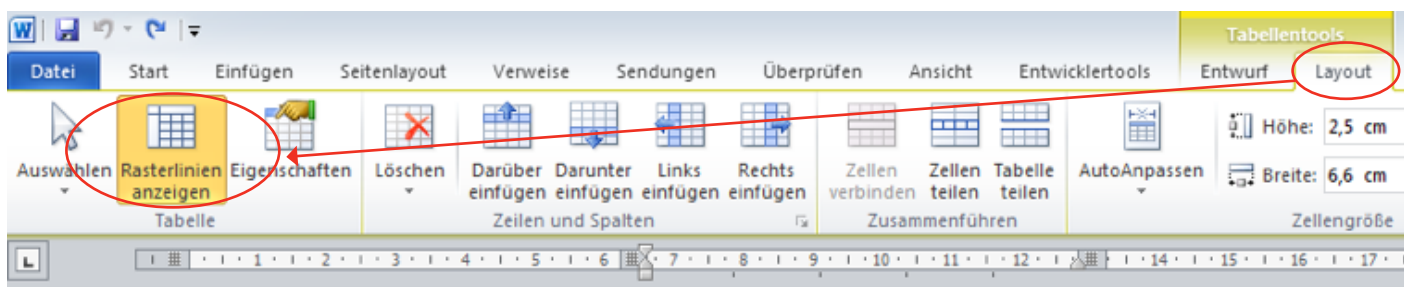 W
Tabellentools
Datei Start Einfügen Seitenlayout Verweise Sendungen Überprüfen Ansicht Entwicklertools Entwurf Layout
Auswählen
Rasterlinien anzeigen
Eigenschaften
Tabelle
Löschen
Darüber einfügen
Darunter einfügen
Links einfügen
Rechts einfügen
Zeilen und Spalten
Zellen verbinden
Zellen teilen
Tabelle teilen
Zusammenführen
AutoAnpassen
Höhe: 2,5 cm
Breite: 6,6 cm
Zellengröße
L
1 2 3 4 5 6 7 8 9 10 11 12 14 15 16 17